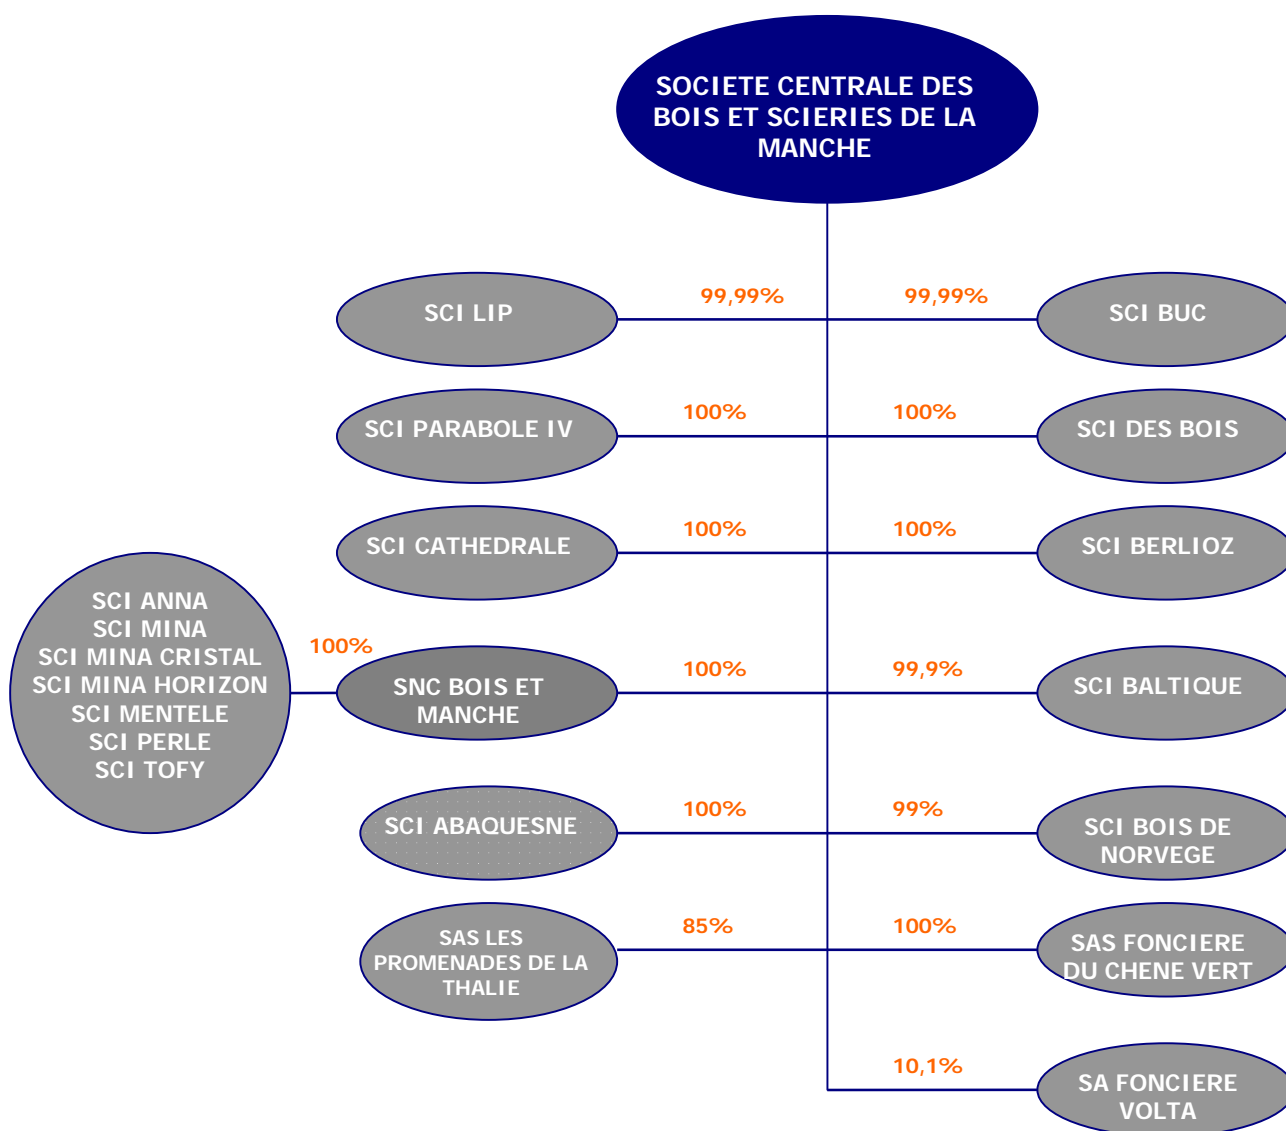 SOCIETE CENTRALE DES
BOIS ET SCIERIES DE LA
MANCHE
SCI LIP
99,99%
99,99%
SCI BUC
SCI PARABOLE IV
100%
100%
SCI DES BOIS
SCI CATHEDRALE
100%
100%
SCI BERLIOZ
SCI ANNA
SCI MINA
SCI MINA CRISTAL
SCI MINA HORIZON
SCI MENTELE
SCI PERLE
SCI TOFY
100%
SNC BOIS ET
MANCHE
100%
99,9%
SCI BALTIQUE
SCI ABAQUESNE
100%
99%
SCI BOIS DE
NORVEGE
SAS LES
PROMENADES DE LA
THALIE
85%
100%
SAS FONCIERE
DU CHENE VERT
10,1%
SA FONCIERE
VOLTA